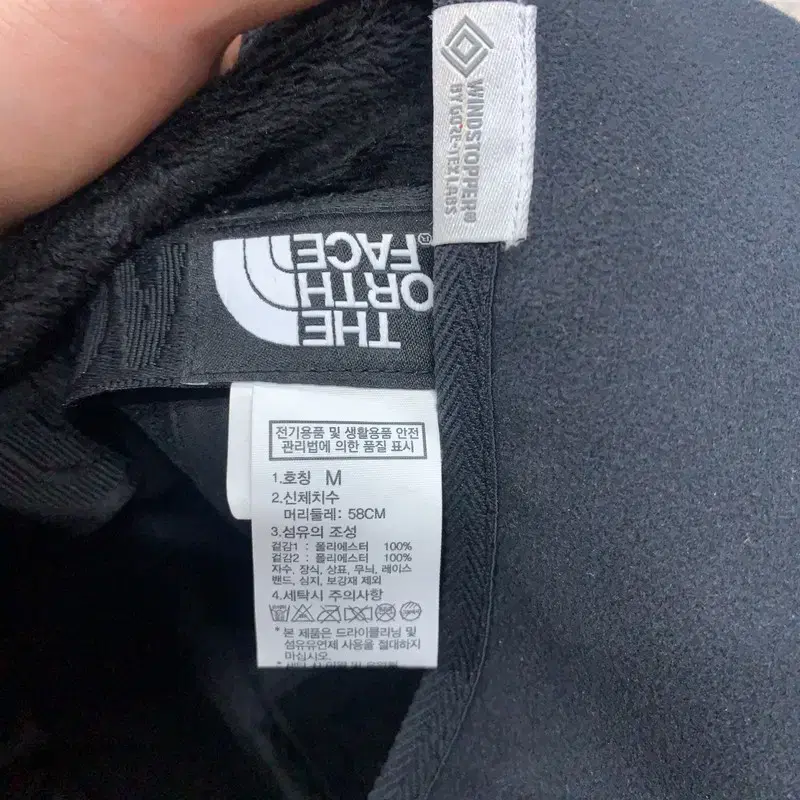 WINDSTOPPER®
BY GORE-TEX LABS
THE
NORTH
FACE®
전기용품 및 생활용품 안전
관리법에 의한 품질 표시
1.호칭 M
2.신체치수
머리둘레: 58CM
3.섬유의 조성
겉감1 : 폴리에스터 100%
겉감2 : 폴리에스터 100%
자수, 장식, 상표, 무늬, 레이스
밴드, 심지, 보강재 제외
4.세탁시 주의사항
* 본 제품은 드라이클리닝 및
섬유유연제 사용을 절대하지
마십시오.